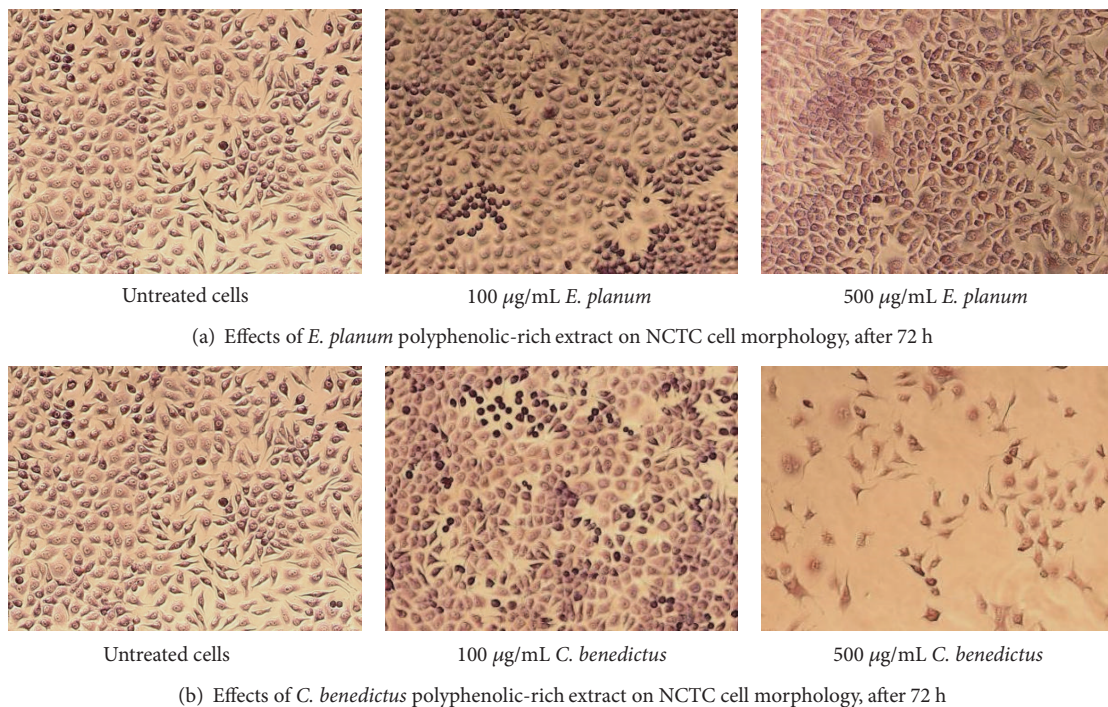 Untreated cells
100 μg/mL E. planum
500 μg/mL E. planum
(a) Effects of E. planum polyphenolic-rich extract on NCTC cell morphology, after 72 h
Untreated cells
100 μg/mL C. benedictus
500 μg/mL C. benedictus
(b) Effects of C. benedictus polyphenolic-rich extract on NCTC cell morphology, after 72 h